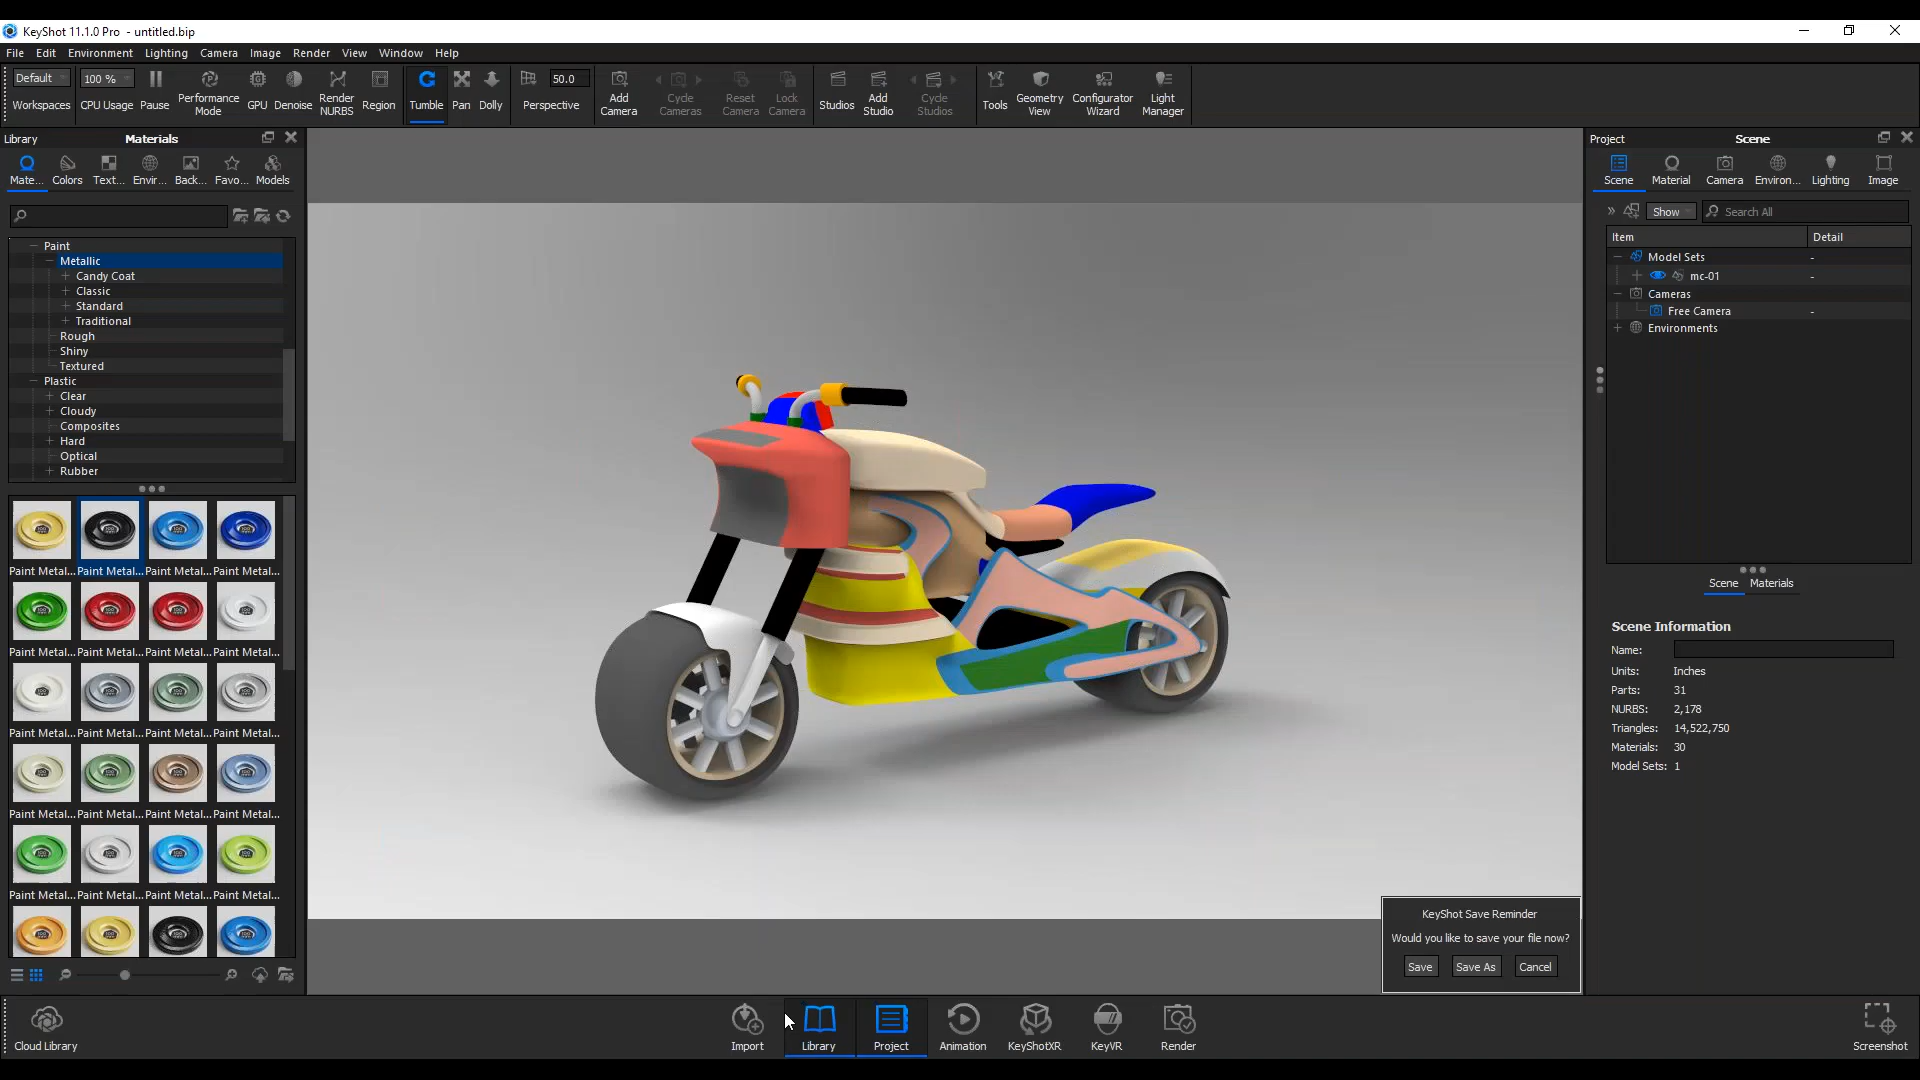 KeyShot 11.1.0 Pro - untitled.bip
File Edit Environment Lighting Camera Image Render View Window Help
Default 100 % 50.0
Workspaces CPU Usage Pause Performance Mode GPU Denoise Render NURBS Region Tumble Pan Dolly Perspective Add Camera Cycle Cameras Reset Camera Lock Camera Studios Add Studio Cycle Studios Tools Geometry View Configurator Wizard Light Manager
Library Materials
Mate... Colors Text... Envir... Back... Favo... Models
Paint
Metallic
Candy Coat
Classic
Standard
Traditional
Rough
Shiny
Textured
Plastic
Clear
Cloudy
Composites
Hard
Optical
Rubber
Paint Metal... Paint Metal... Paint Metal... Paint Metal...
Paint Metal... Paint Metal... Paint Metal... Paint Metal...
Paint Metal... Paint Metal... Paint Metal... Paint Metal...
Paint Metal... Paint Metal... Paint Metal... Paint Metal...
Paint Metal... Paint Metal... Paint Metal... Paint Metal...
Project Scene
Scene Material Camera Environ... Lighting Image
Show Search All
Item Detail
Model Sets -
mc-01 -
Cameras
Free Camera -
Environments
Scene Materials
Scene Information
Name:
Units: Inches
Parts: 31
NURBS: 2,178
Triangles: 14,522,750
Materials: 30
Model Sets: 1
KeyShot Save Reminder
Would you like to save your file now?
Save Save As Cancel
Cloud Library Import Library Project Animation KeyShotXR KeyVR Render Screenshot